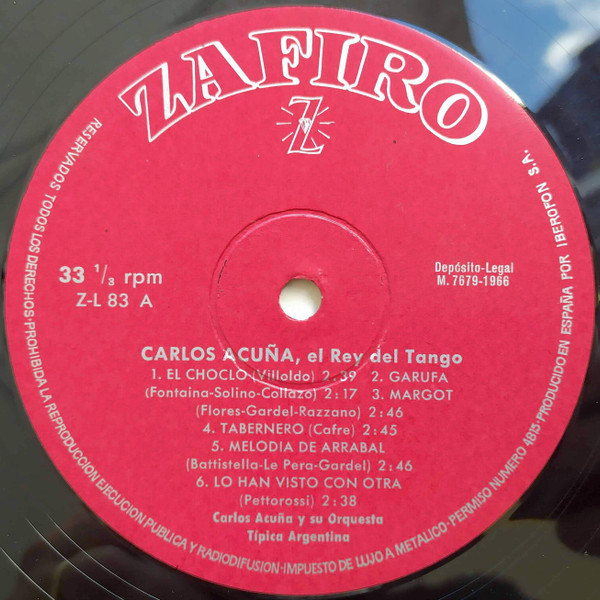 ZAFIRO
Z
33 1/3 rpm
Z-L 83 A
Depósito-Legal
M. 7679-1966
CARLOS ACUÑA, el Rey del Tango
1. EL CHOCLO (Villoldo) 2:39 2. GARUFA
(Fontaina-Solino-Collazo) 2:17 3. MARGOT
(Flores-Gardel-Razzano) 2:46
4. TABERNERO (Cafre) 2:45
5. MELODIA DE ARRABAL
(Battistella-Le Pera-Gardel) 2:46
6. LO HAN VISTO CON OTRA
(Pettorossi) 2:38
Carlos Acuña y su Orquesta
Típica Argentina
RESERVADOS TODOS LOS DERECHOS·PROHIBIDA LA REPRODUCCION EJECUCION PUBLICA Y RADIODIFUSION·IMPUESTO DE LUJO A METALICO·PERMISO NUMERO 4815·PRODUCIDO EN ESPAÑA POR IBEROFON S.A.